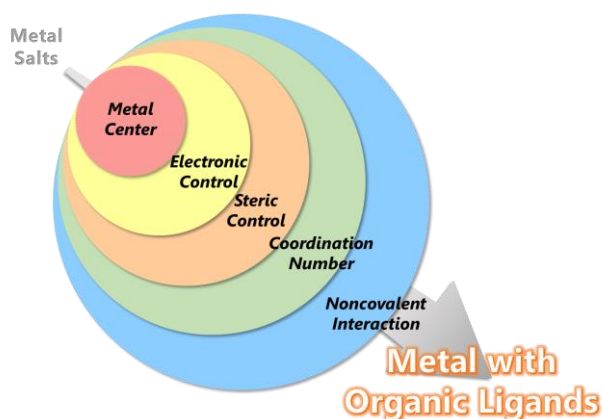 Metal
Salts
Metal
Center
Electronic
Control
Steric
Control
Coordination
Number
Noncovalent
Interaction
Metal with
Organic Ligands